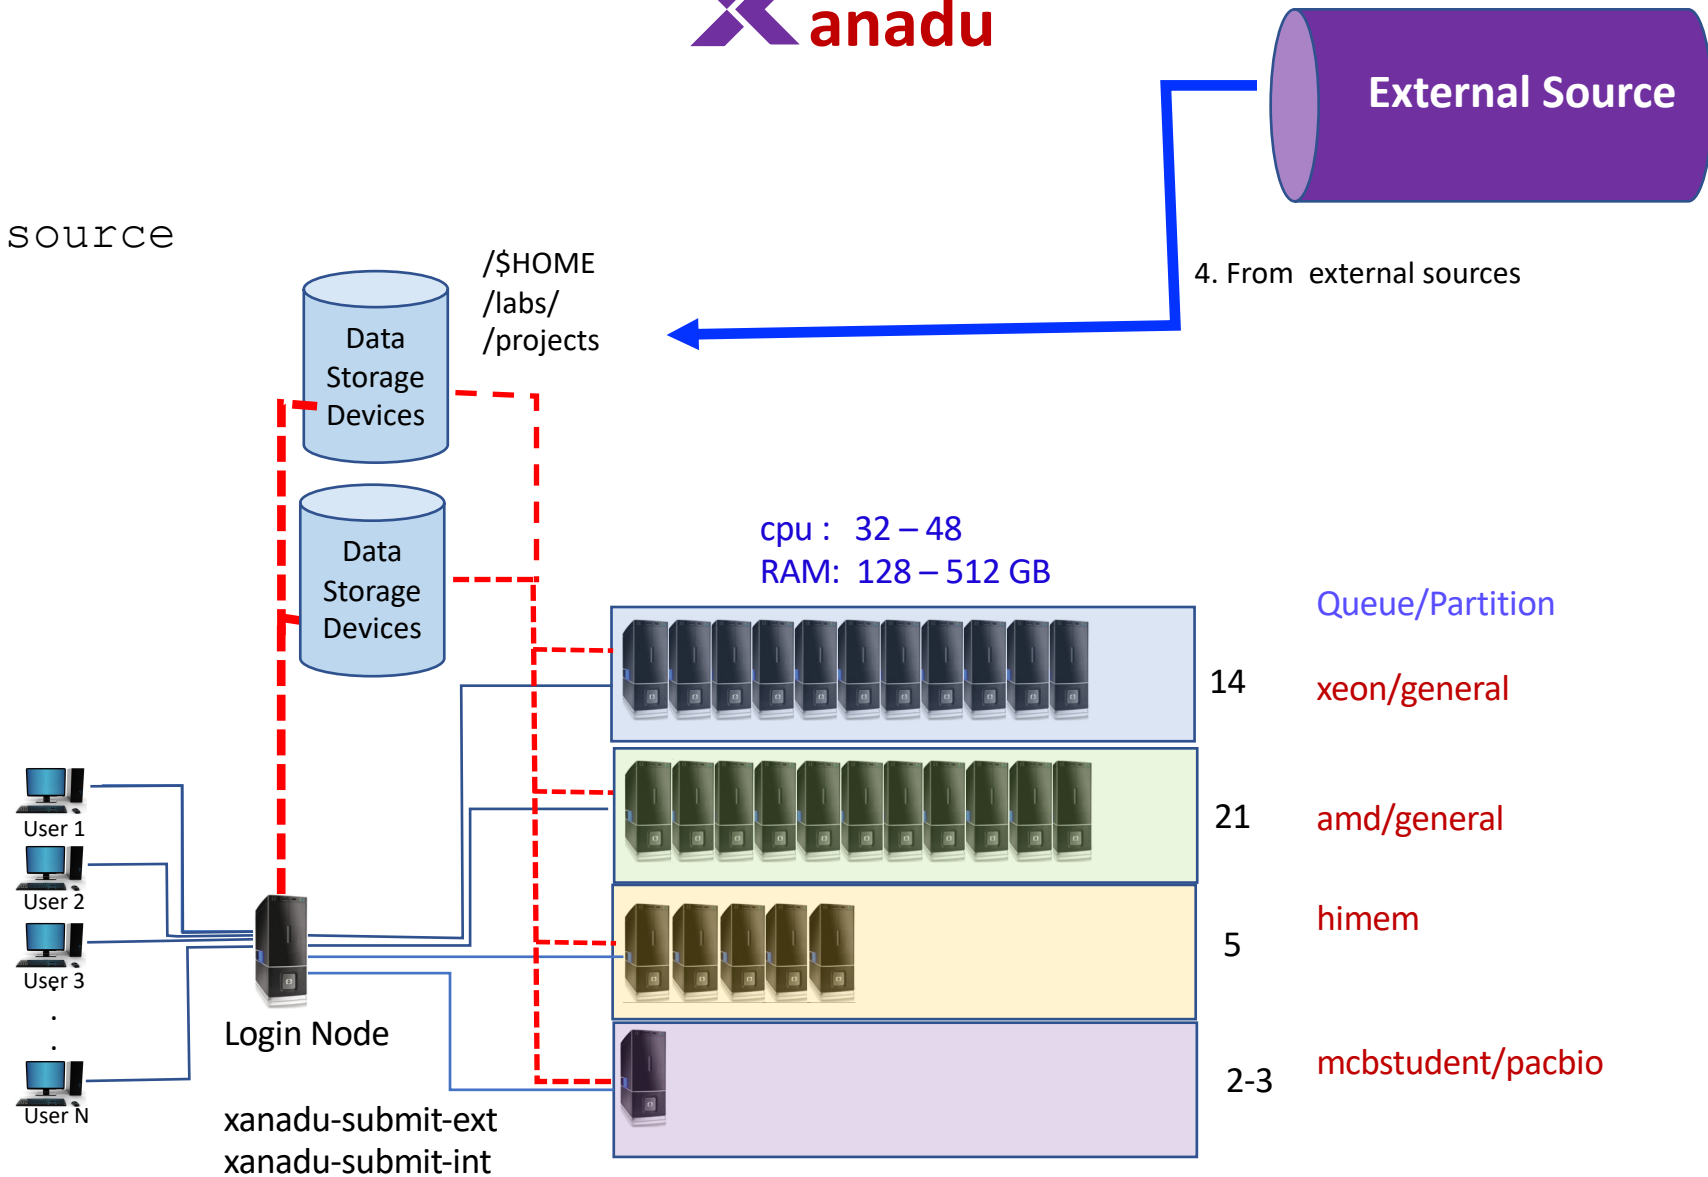 Xanadu
External Source
source
/$HOME
/labs/
/projects
4. From  external sources
Data
Storage
Devices
Data
Storage
Devices
cpu :   32 – 48
RAM:  128 – 512 GB
Queue/Partition
14
xeon/general
21
amd/general
5
himem
2-3
mcbstudent/pacbio
User 1
User 2
User 3
.
.
.
User N
Login Node
xanadu-submit-ext
xanadu-submit-int